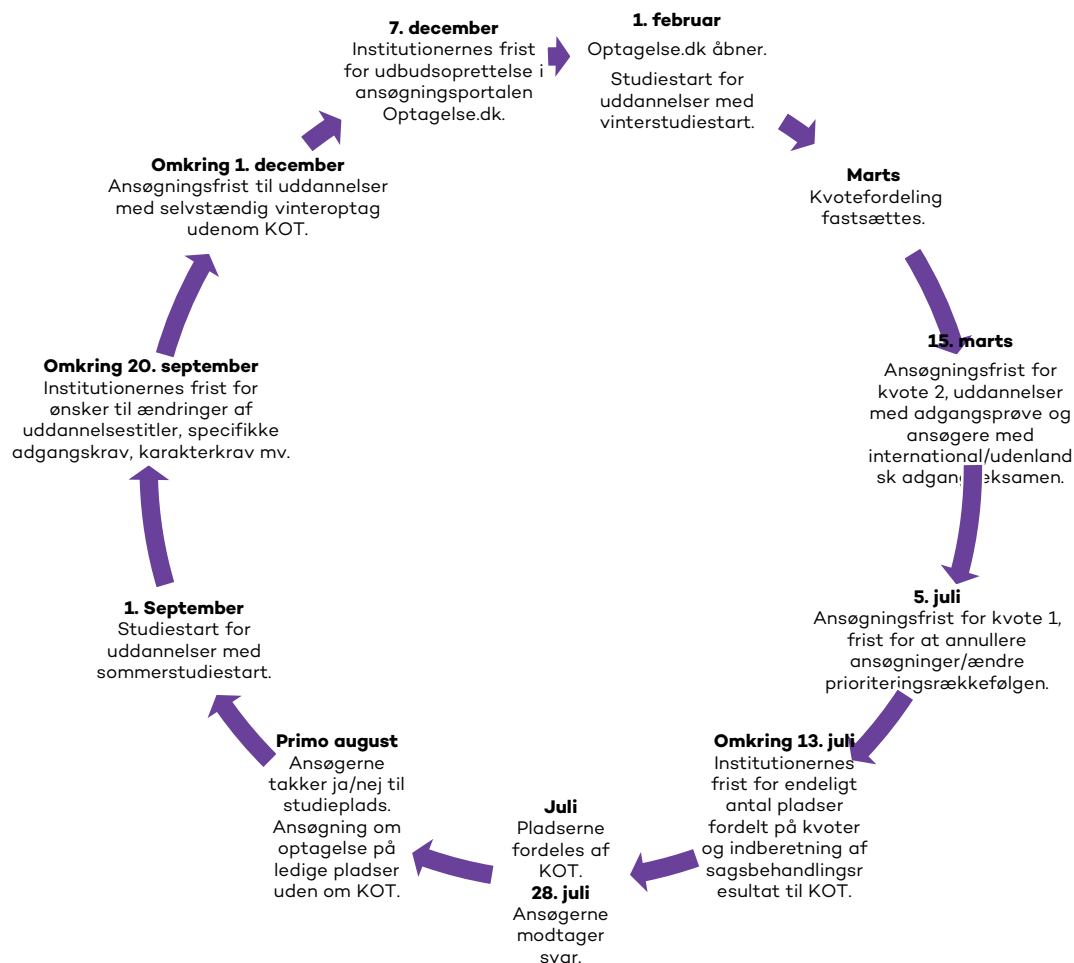 7. december
Institutionernes frist
for udbudsoprettelse i
ansøgningsportalen
Optagelse.dk.
1. februar
Optagelse.dk åbner.
Studiestart for
uddannelser med
vinterstudiestart.
Marts
Kvotefordeling
fastsættes.
15. marts
Ansøgningsfrist for
kvote 2, uddannelser
med adgangsprøve og
ansøgere med
international/udenland
sk adgangseksamen.
5. juli
Ansøgningsfrist for kvote 1,
frist for at annullere
ansøgninger/ændre
prioriteringsrækkefølgen.
Omkring 13. juli
Institutionernes
frist for endeligt
antal pladser
fordelt på kvoter
og indberetning af
sagsbehandlingsr
esultat til KOT.
Juli
Pladserne
fordeles af
KOT.
28. juli
Ansøgerne
modtager
svar.
Primo august
Ansøgerne
takker ja/nej til
studieplads.
Ansøgning om
optagelse på
ledige pladser
uden om KOT.
1. September
Studiestart for
uddannelser med
sommerstudiestart.
Omkring 20. september
Institutionernes frist for
ønsker til ændringer af
uddannelsestitler, specifikke
adgangskrav, karakterkrav mv.
Omkring 1. december
Ansøgningsfrist til uddannelser
med selvstændig vinteroptag
udenom KOT.